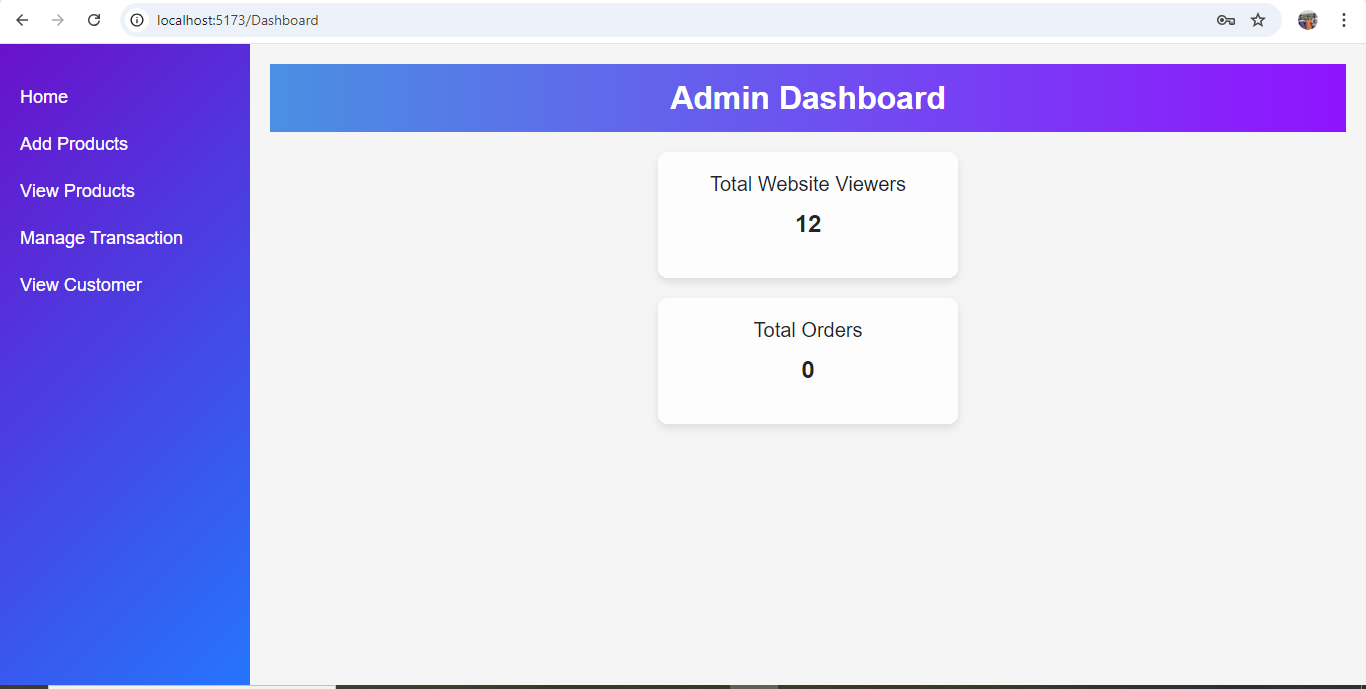 localhost:5173/Dashboard
Home
Add Products
View Products
Manage Transaction
View Customer
Admin Dashboard
Total Website Viewers
12
Total Orders
0